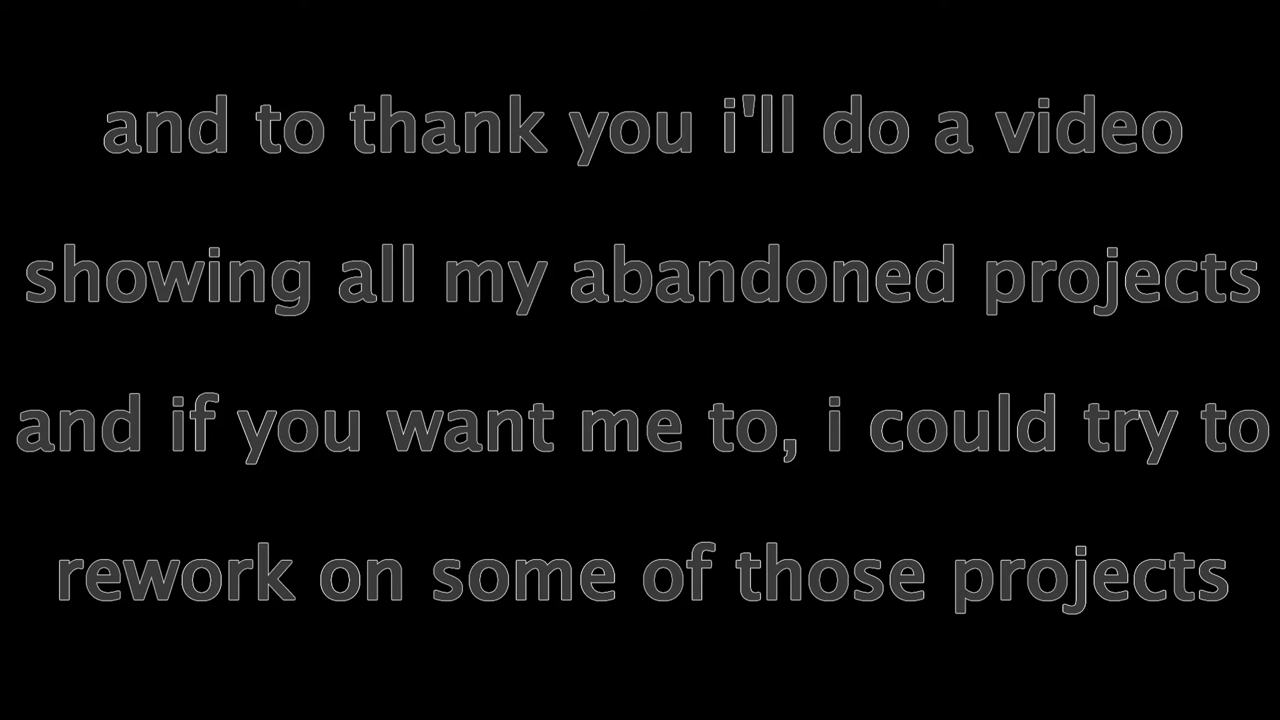 and to thank you i'll do a video
showing all my abandoned projects
and if you want me to, i could try to
rework on some of those projects